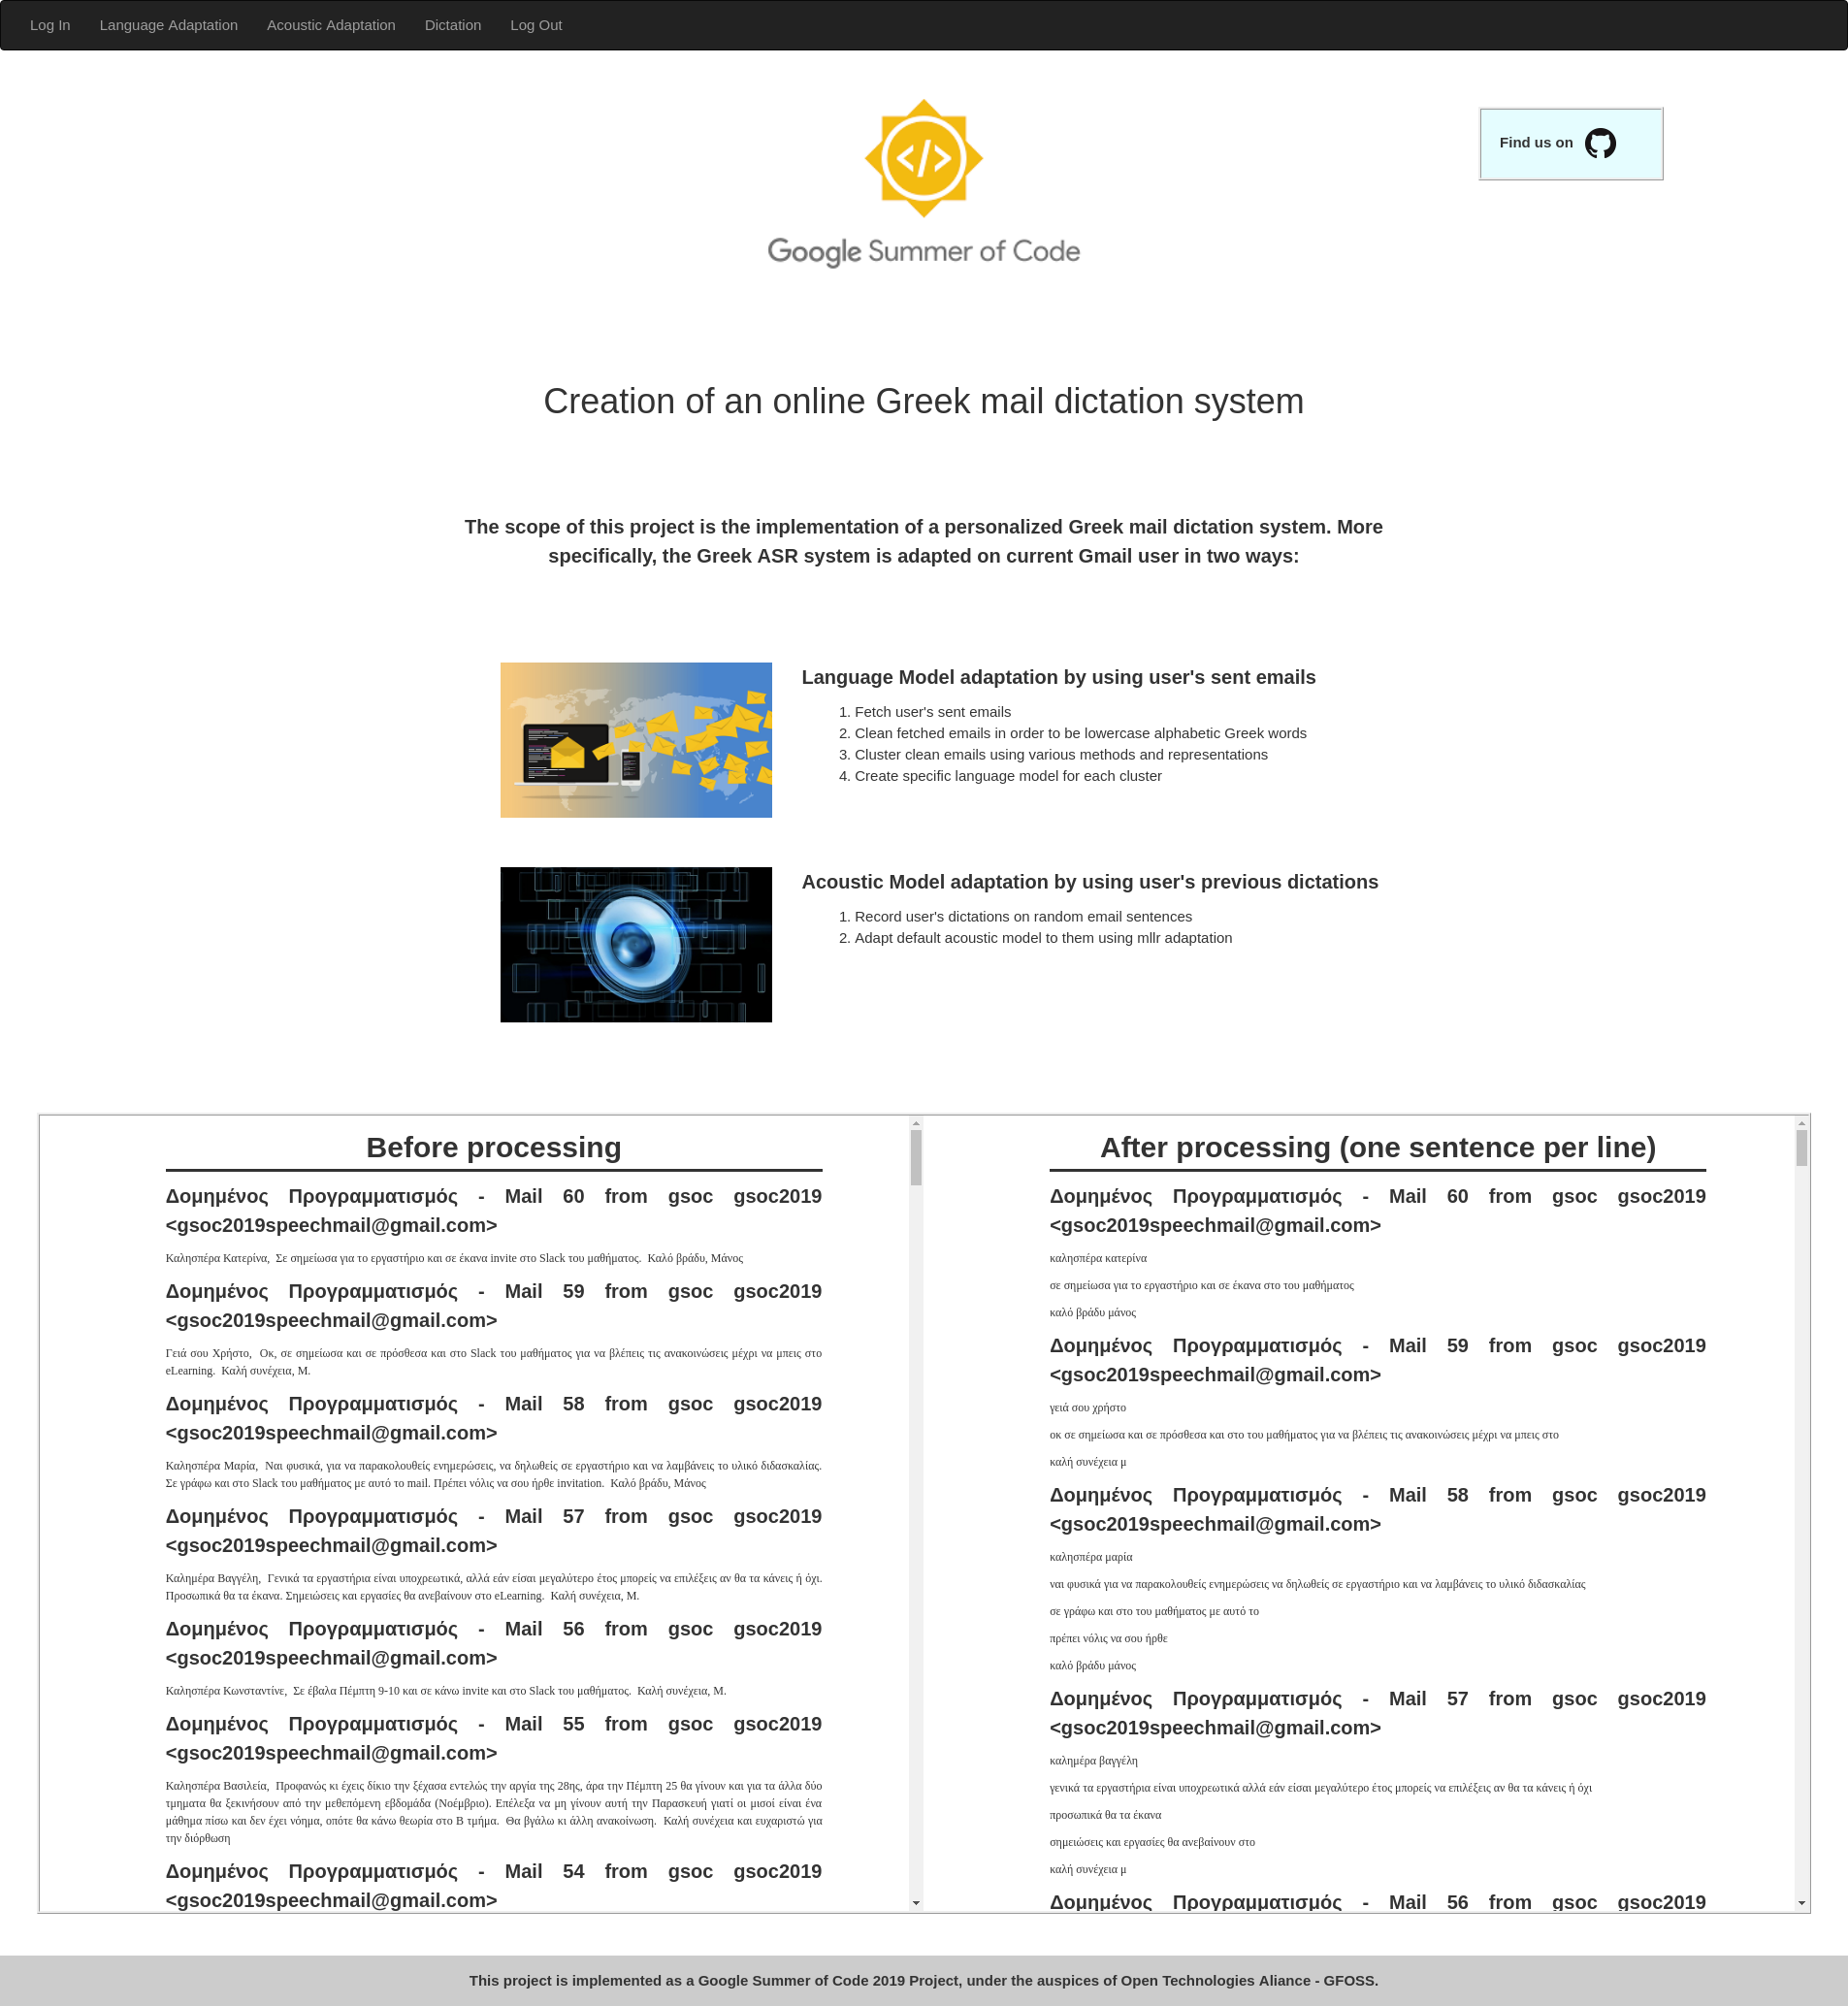 Log In
Language Adaptation
Acoustic Adaptation
Dictation
Log Out
Find us on
Google Summer of Code
Creation of an online Greek mail dictation system
The scope of this project is the implementation of a personalized Greek mail dictation system. More
specifically, the Greek ASR system is adapted on current Gmail user in two ways:
Language Model adaptation by using user's sent emails
1. Fetch user's sent emails
2. Clean fetched emails in order to be lowercase alphabetic Greek words
3. Cluster clean emails using various methods and representations
4. Create specific language model for each cluster
Acoustic Model adaptation by using user's previous dictations
1. Record user's dictations on random email sentences
2. Adapt default acoustic model to them using mllr adaptation
Before processing
Δομημένος Προγραμματισμός - Mail 60 from gsoc gsoc2019
<gsoc2019speechmail@gmail.com>
Καλησπέρα Κατερίνα, Σε σημείωσα για το εργαστήριο και σε έκανα invite στο Slack του μαθήματος. Καλό βράδυ, Μάνος
Δομημένος Προγραμματισμός - Mail 59 from gsoc gsoc2019
<gsoc2019speechmail@gmail.com>
Γειά σου Χρήστο, Οκ, σε σημείωσα και σε πρόσθεσα και στο Slack του μαθήματος για να βλέπεις τις ανακοινώσεις μέχρι να μπεις στο
eLearning. Καλή συνέχεια, Μ.
Δομημένος Προγραμματισμός - Mail 58 from gsoc gsoc2019
<gsoc2019speechmail@gmail.com>
Καλησπέρα Μαρία, Ναι φυσικά, για να παρακολουθείς ενημερώσεις, να δηλωθείς σε εργαστήριο και να λαμβάνεις το υλικό διδασκαλίας.
Σε γράφω και στο Slack του μαθήματος με αυτό το mail. Πρέπει νόλις να σου ήρθε invitation. Καλό βράδυ, Μάνος
Δομημένος Προγραμματισμός - Mail 57 from gsoc gsoc2019
<gsoc2019speechmail@gmail.com>
Καλημέρα Βαγγέλη, Γενικά τα εργαστήρια είναι υποχρεωτικά, αλλά εάν είσαι μεγαλύτερο έτος μπορείς να επιλέξεις αν θα τα κάνεις ή όχι.
Προσωπικά θα τα έκανα. Σημειώσεις και εργασίες θα ανεβαίνουν στο eLearning. Καλή συνέχεια, Μ.
Δομημένος Προγραμματισμός - Mail 56 from gsoc gsoc2019
<gsoc2019speechmail@gmail.com>
Καλησπέρα Κωνσταντίνε, Σε έβαλα Πέμπτη 9-10 και σε κάνω invite και στο Slack του μαθήματος. Καλή συνέχεια, Μ.
Δομημένος Προγραμματισμός - Mail 55 from gsoc gsoc2019
<gsoc2019speechmail@gmail.com>
Καλησπέρα Βασιλεία, Προφανώς κι έχεις δίκιο την ξέχασα εντελώς την αργία της 28ης, άρα την Πέμπτη 25 θα γίνουν και για τα άλλα δύο
τμηματα θα ξεκινήσουν από την μεθεπόμενη εβδομάδα (Νοέμβριο). Επέλεξα να μη γίνουν αυτή την Παρασκευή γιατί οι μισοί είναι ένα
μάθημα πίσω και δεν έχει νόημα, οπότε θα κάνω θεωρία στο Β τμήμα. Θα βγάλω κι άλλη ανακοίνωση. Καλή συνέχεια και ευχαριστώ για
την διόρθωση
Δομημένος Προγραμματισμός - Mail 54 from gsoc gsoc2019
<gsoc2019speechmail@gmail.com>
After processing (one sentence per line)
Δομημένος Προγραμματισμός - Mail 60 from gsoc gsoc2019
<gsoc2019speechmail@gmail.com>
καλησπέρα κατερίνα
σε σημείωσα για το εργαστήριο και σε έκανα στο του μαθήματος
καλό βράδυ μάνος
Δομημένος Προγραμματισμός - Mail 59 from gsoc gsoc2019
<gsoc2019speechmail@gmail.com>
γειά σου χρήστο
οκ σε σημείωσα και σε πρόσθεσα και στο του μαθήματος για να βλέπεις τις ανακοινώσεις μέχρι να μπεις στο
καλή συνέχεια μ
Δομημένος Προγραμματισμός - Mail 58 from gsoc gsoc2019
<gsoc2019speechmail@gmail.com>
καλησπέρα μαρία
ναι φυσικά για να παρακολουθείς ενημερώσεις να δηλωθείς σε εργαστήριο και να λαμβάνεις το υλικό διδασκαλίας
σε γράφω και στο του μαθήματος με αυτό το
πρέπει νόλις να σου ήρθε
καλό βράδυ μάνος
Δομημένος Προγραμματισμός - Mail 57 from gsoc gsoc2019
<gsoc2019speechmail@gmail.com>
καλημέρα βαγγέλη
γενικά τα εργαστήρια είναι υποχρεωτικά αλλά εάν είσαι μεγαλύτερο έτος μπορείς να επιλέξεις αν θα τα κάνεις ή όχι
προσωπικά θα τα έκανα
σημειώσεις και εργασίες θα ανεβαίνουν στο
καλή συνέχεια μ
Δομημένος Προγραμματισμός - Mail 56 from gsoc gsoc2019
This project is implemented as a Google Summer of Code 2019 Project, under the auspices of Open Technologies Alliance - GFOSS.